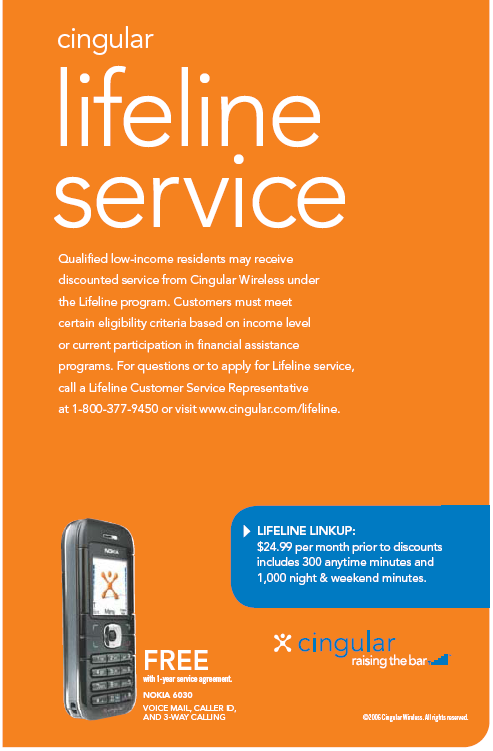 cingular
lifeline
service
Qualified low-income residents may receive
discounted service from Cingular Wireless under
the Lifeline program. Customers must meet
certain eligibility criteria based on income level
or current participation in financial assistance
programs. For questions or to apply for Lifeline service,
call a Lifeline Customer Service Representative
at 1-800-377-9450 or visit www.cingular.com/lifeline.
LIFELINE LINKUP:
$24.99 per month prior to discounts
includes 300 anytime minutes and
1,000 night & weekend minutes.
NOKIA
Menu
FREE
with 1-year service agreement.
NOKIA 6030
VOICE MAIL, CALLER ID,
AND 3-WAY CALLING
cingular
raising the bar
©2006 Cingular Wireless. All rights reserved.